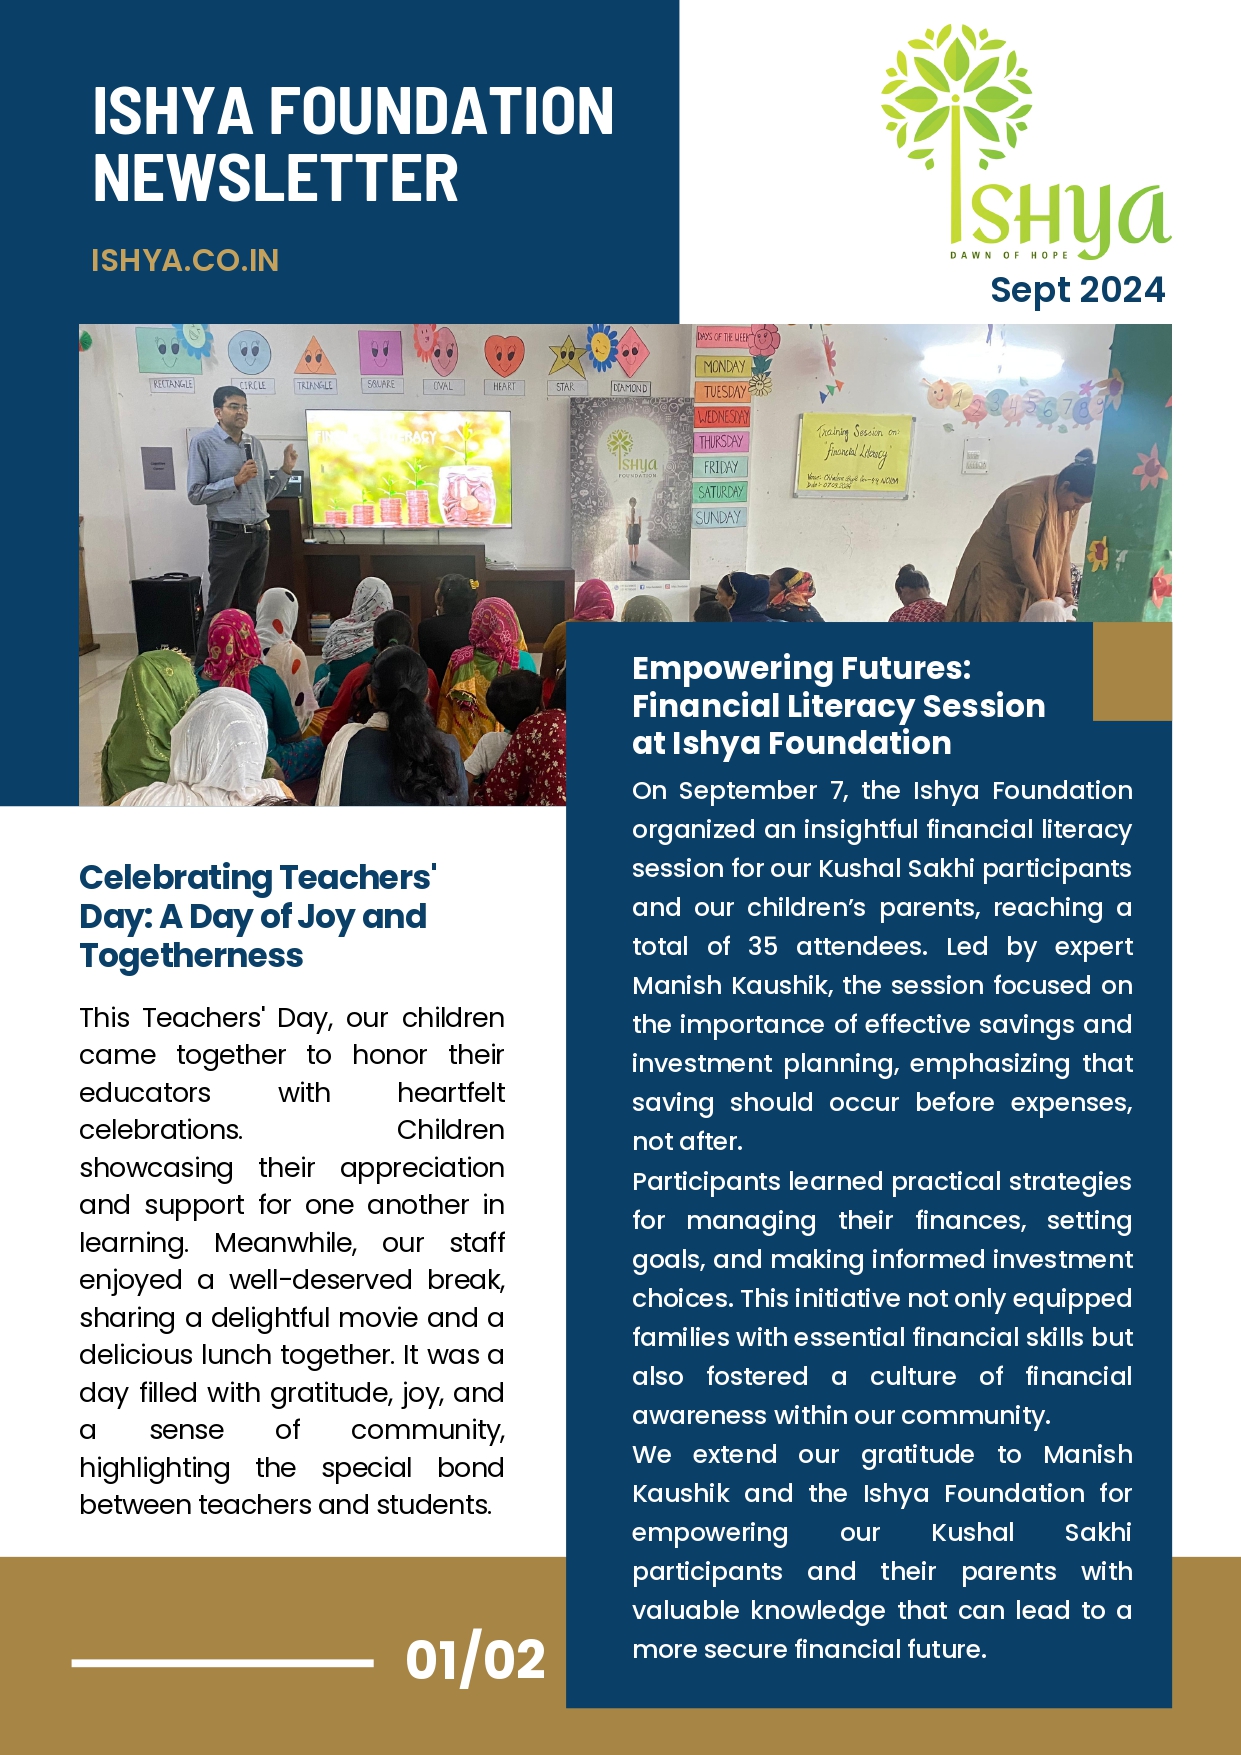 ISHYA FOUNDATION
NEWSLETTER
ISHYA.CO.IN
Ishya
DAWN OF HOPE
Sept 2024
RECTANGLE
CIRCLE
TRIANGLE
SQUARE
OVAL
HEART
STAR
DIAMOND
DAYS OF THE WEEK
MONDAY
TUESDAY
WEDNESDAY
THURSDAY
FRIDAY
SATURDAY
SUNDAY
Ishya
FOUNDATION
Training Session on:
"Financial Literacy"
1 2 3 4 5 6 7 8 9
Empowering Futures:
Financial Literacy Session
at Ishya Foundation
On September 7, the Ishya Foundation
organized an insightful financial literacy
session for our Kushal Sakhi participants
and our children’s parents, reaching a
total of 35 attendees. Led by expert
Manish Kaushik, the session focused on
the importance of effective savings and
investment planning, emphasizing that
saving should occur before expenses,
not after.
Participants learned practical strategies
for managing their finances, setting
goals, and making informed investment
choices. This initiative not only equipped
families with essential financial skills but
also fostered a culture of financial
awareness within our community.
We extend our gratitude to Manish
Kaushik and the Ishya Foundation for
empowering our Kushal Sakhi
participants and their parents with
valuable knowledge that can lead to a
more secure financial future.
Celebrating Teachers'
Day: A Day of Joy and
Togetherness
This Teachers' Day, our children
came together to honor their
educators with heartfelt
celebrations. Children
showcasing their appreciation
and support for one another in
learning. Meanwhile, our staff
enjoyed a well-deserved break,
sharing a delightful movie and a
delicious lunch together. It was a
day filled with gratitude, joy, and
a sense of community,
highlighting the special bond
between teachers and students.
01/02